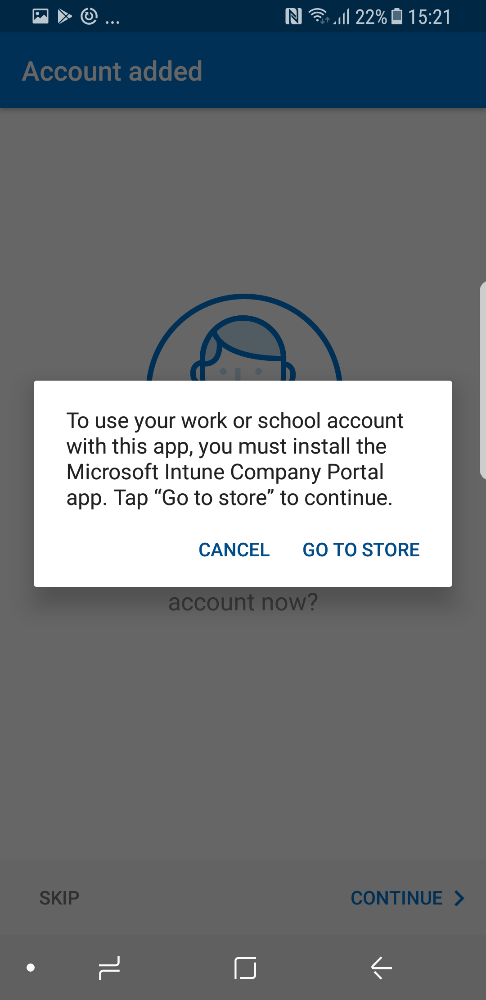 ... 22% 15:21
Account added
To use your work or school account
with this app, you must install the
Microsoft Intune Company Portal
app. Tap “Go to store” to continue.
CANCEL GO TO STORE
account now?
SKIP CONTINUE